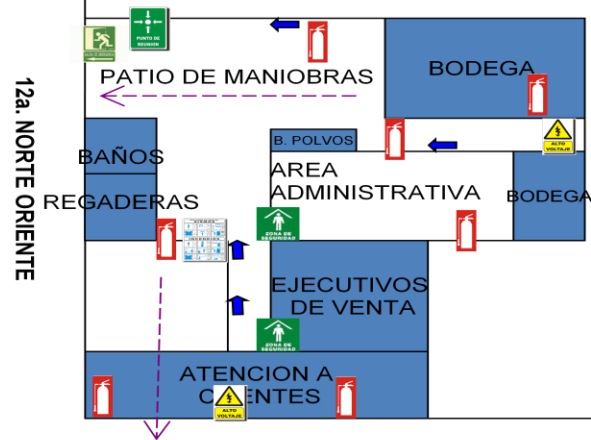 PUNTO DE
REUNION
PATIO DE MANIOBRAS
BODEGA
12a. NORTE ORIENTE
B. POLVOS
ALTO
VOLTAJE
BAÑOS
AREA
ADMINISTRATIVA
REGADERAS
BODEGA
ZONA DE
SEGURIDAD
EJECUTIVOS
DE VENTA
ZONA DE
SEGURIDAD
ATENCION A
ENTES
ALTO
VOLTAJE